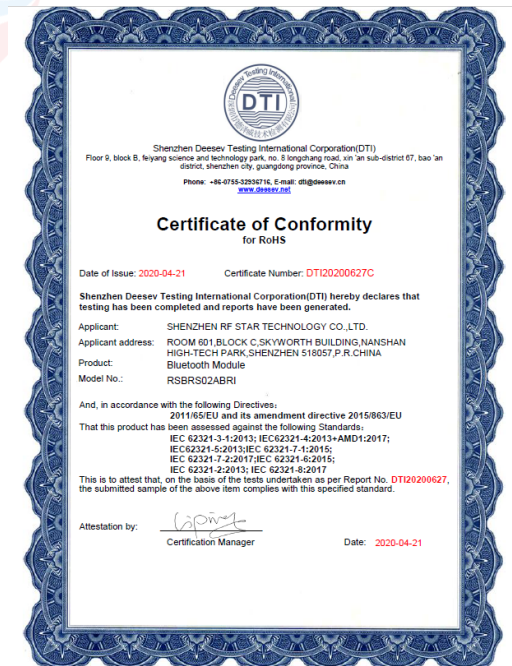 Deesev Testing International
DTI
Shenzhen Deesev Testing International Corporation(DTI)
Floor 9, block B, feiyang science and technology park, no. 8 longchang road, xin 'an sub-district 67, bao 'an
district, shenzhen city, guangdong province, China
Phone: +86-0755-32936716, E-mail: dti@deesev.cn
www.deesev.net
Certificate of Conformity
for RoHS
Date of Issue: 2020-04-21 Certificate Number: DTI20200627C
Shenzhen Deesev Testing International Corporation(DTI) hereby declares that
testing has been completed and reports have been generated.
Applicant: SHENZHEN RF STAR TECHNOLOGY CO.,LTD.
Applicant address: ROOM 601,BLOCK C,SKYWORTH BUILDING,NANSHAN
HIGH-TECH PARK,SHENZHEN 518057,P.R.CHINA
Product: Bluetooth Module
Model No.: RSBRS02ABRI
And, in accordance with the following Directives:
2011/65/EU and its amendment directive 2015/863/EU
That this product has been assessed against the following Standards:
IEC 62321-3-1:2013; IEC62321-4:2013+AMD1:2017;
IEC62321-5:2013;IEC 62321-7-1:2015;
IEC 62321-7-2:2017;IEC 62321-6:2015;
IEC 62321-2:2013; IEC 62321-8:2017
This is to attest that, on the basis of the tests undertaken as per Report No. DTI20200627,
the submitted sample of the above item complies with this specified standard.
Attestation by:
Certification Manager Date: 2020-04-21